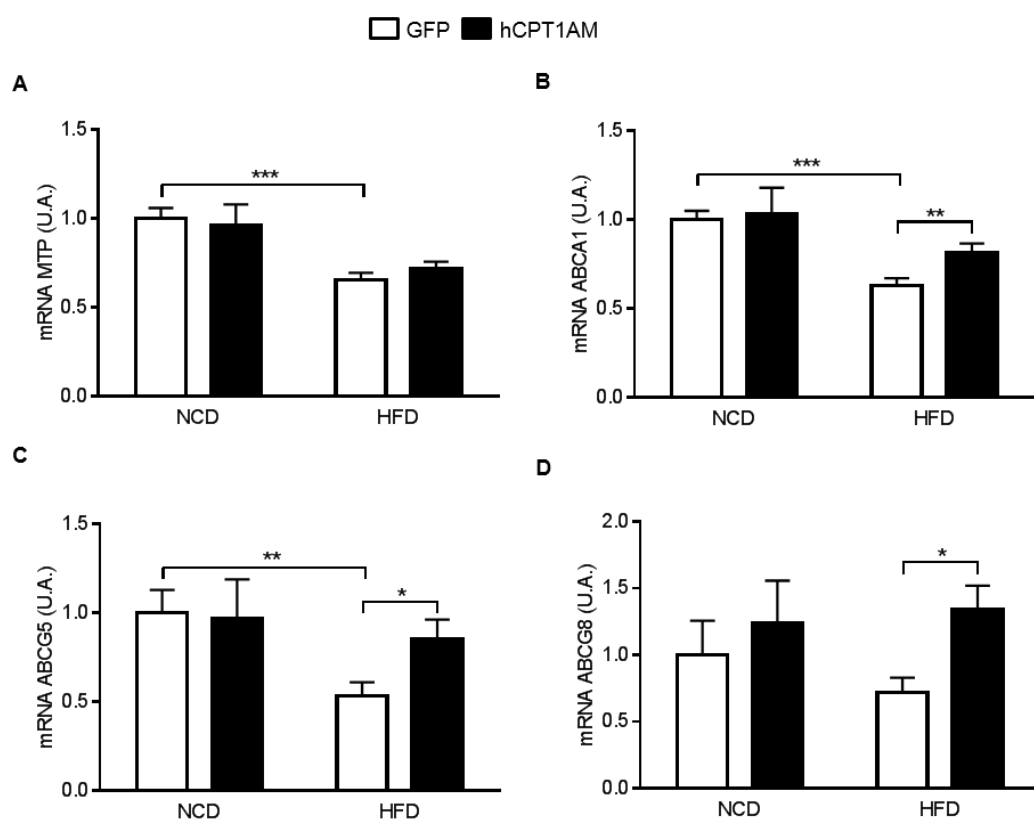 GFP hCPT1AM
A
mRNA MTP (U.A.)
1.5
1.0
0.5
0.0
***
NCD HFD
B
mRNA ABCA1 (U.A.)
1.5
1.0
0.5
0.0
***
**
NCD HFD
C
mRNA ABCG5 (U.A.)
1.5
1.0
0.5
0.0
**
*
NCD HFD
D
mRNA ABCG8 (U.A.)
2.0
1.5
1.0
0.5
0.0
*
NCD HFD